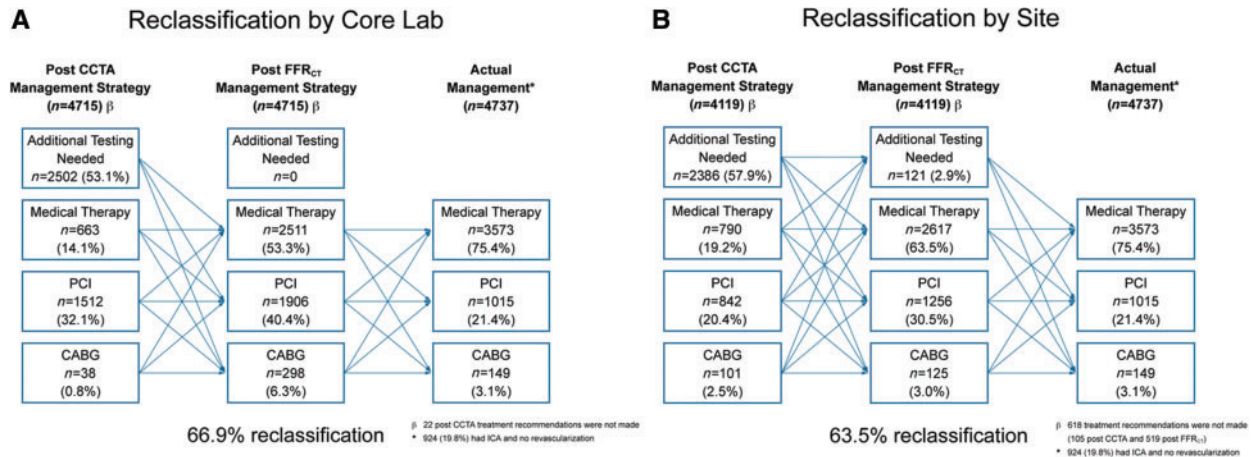 A
Reclassification by Core Lab
Post CCTA
Management Strategy
(n=4715) β
Post FFRCT
Management Strategy
(n=4715) β
Actual
Management*
(n=4737)
Additional Testing
Needed
n=2502 (53.1%)
Additional Testing
Needed
n=0
Medical Therapy
n=663
(14.1%)
Medical Therapy
n=2511
(53.3%)
Medical Therapy
n=3573
(75.4%)
PCI
n=1512
(32.1%)
PCI
n=1906
(40.4%)
PCI
n=1015
(21.4%)
CABG
n=38
(0.8%)
CABG
n=298
(6.3%)
CABG
n=149
(3.1%)
66.9% reclassification
β 22 post CCTA treatment recommendations were not made
* 924 (19.8%) had ICA and no revascularization
B
Reclassification by Site
Post CCTA
Management Strategy
(n=4119) β
Post FFRCT
Management Strategy
(n=4119) β
Actual
Management*
(n=4737)
Additional Testing
Needed
n=2386 (57.9%)
Additional Testing
Needed
n=121 (2.9%)
Medical Therapy
n=790
(19.2%)
Medical Therapy
n=2617
(63.5%)
Medical Therapy
n=3573
(75.4%)
PCI
n=842
(20.4%)
PCI
n=1256
(30.5%)
PCI
n=1015
(21.4%)
CABG
n=101
(2.5%)
CABG
n=125
(3.0%)
CABG
n=149
(3.1%)
63.5% reclassification
β 618 treatment recommendations were not made
(105 post CCTA and 519 post FFRCT)
* 924 (19.8%) had ICA and no revascularization